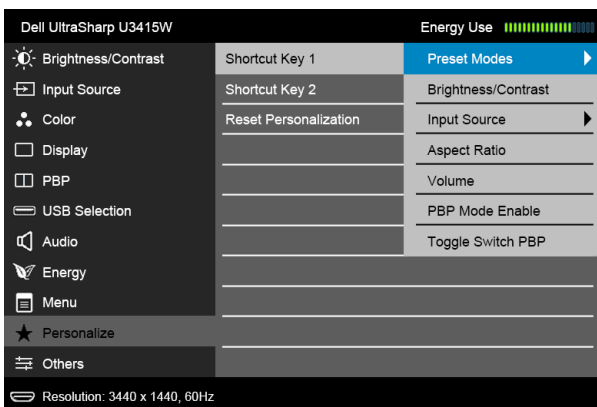 Dell UltraSharp U3415W
Energy Use
Brightness/Contrast
Shortcut Key 1
Preset Modes
Input Source
Shortcut Key 2
Brightness/Contrast
Color
Reset Personalization
Input Source
Display
Aspect Ratio
PBP
Volume
USB Selection
PBP Mode Enable
Audio
Toggle Switch PBP
Energy
Menu
Personalize
Others
Resolution: 3440 x 1440, 60Hz